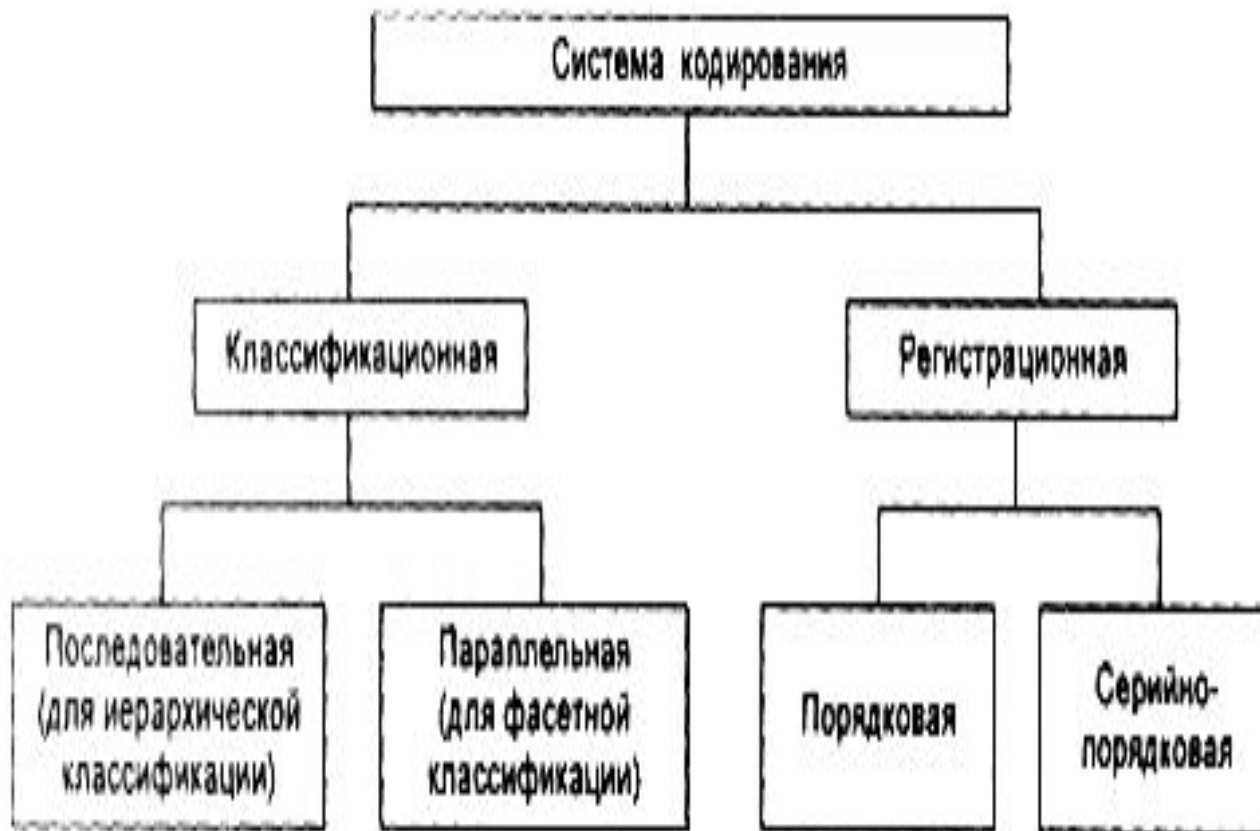 Система кодирования
Классификационная
Регистрационная
Последовательная
(для иерархической
классификации)
Параллельная
(для фасетной
классификации)
Порядковая
Серийно-
порядковая